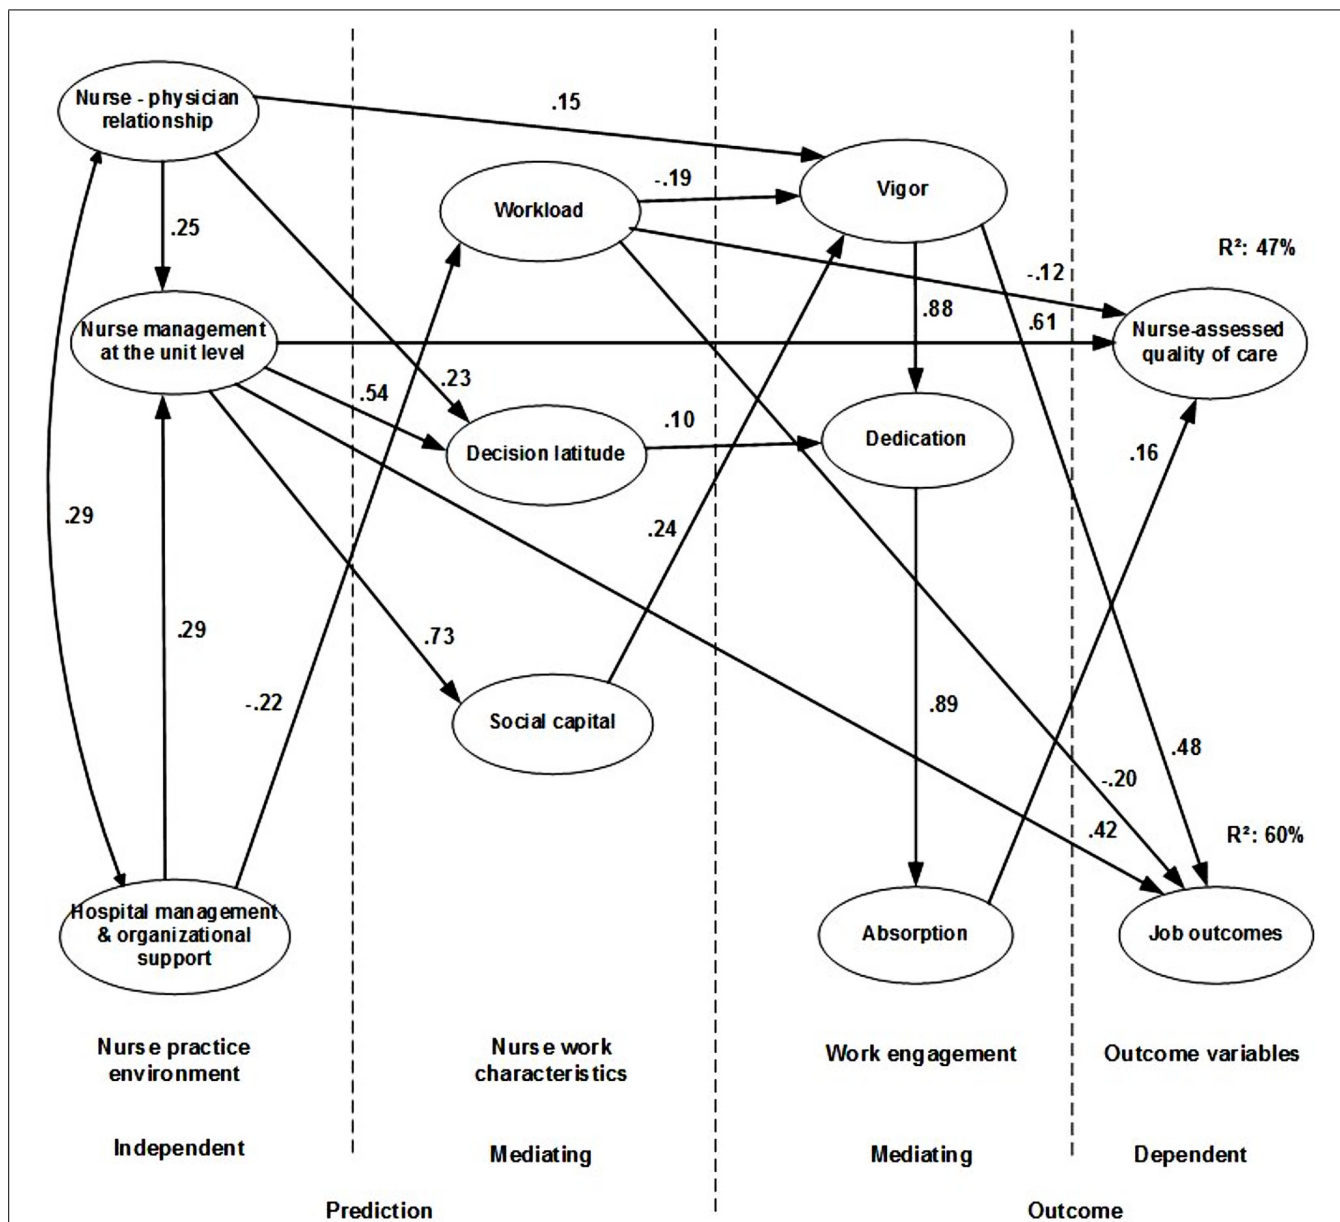 Nurse - physician
relationship
.15
Vigor
-.19
Workload
.25
R²: 47%
-.12
.88
.61
Nurse management
at the unit level
Nurse-assessed
quality of care
.54
.23
.10
Decision latitude
Dedication
.16
.29
.24
.29
.73
-.22
.89
Social capital
.48
-.20
.42
R²: 60%
Hospital management
& organizational
support
Absorption
Job outcomes
Nurse practice
environment
Nurse work
characteristics
Work engagement
Outcome variables
Independent
Mediating
Mediating
Dependent
Prediction
Outcome